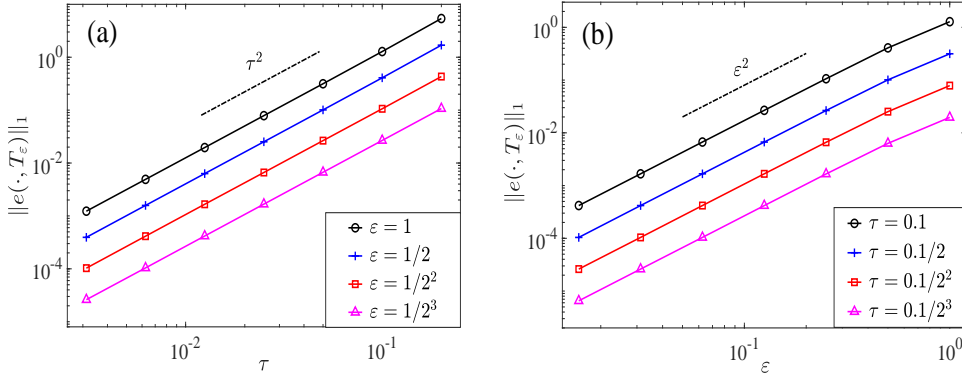 (a)
τ²
10⁰
10⁻²
10⁻⁴
||e(·, T_ε)||₁
10⁻²
10⁻¹
τ
ε = 1
ε = 1/2
ε = 1/2²
ε = 1/2³
(b)
ε²
10⁰
10⁻²
10⁻⁴
||e(·, T_ε)||₁
10⁻¹
10⁰
ε
τ = 0.1
τ = 0.1/2
τ = 0.1/2²
τ = 0.1/2³